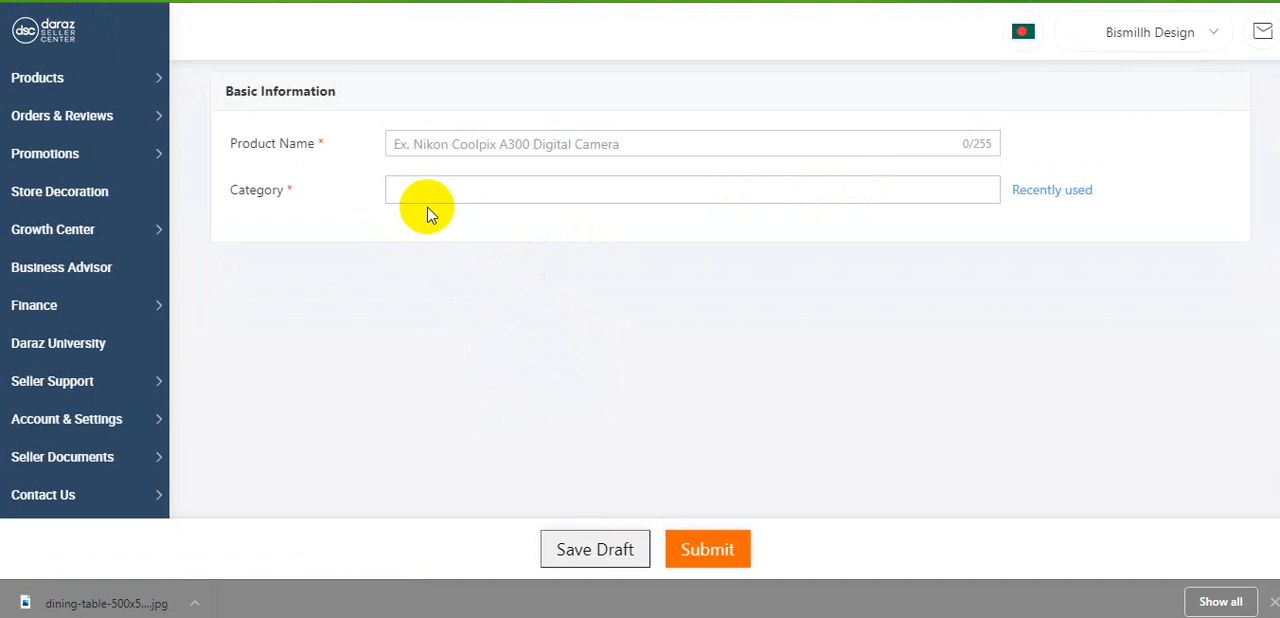 dsc daraz
SELLER
CENTER
Bismillh Design
Products
Orders & Reviews
Promotions
Store Decoration
Growth Center
Business Advisor
Finance
Daraz University
Seller Support
Account & Settings
Seller Documents
Contact Us
Basic Information
Product Name *
Ex. Nikon Coolpix A300 Digital Camera
0/255
Category *
Recently used
Save Draft
Submit
dining-table-500x5....jpg
Show all